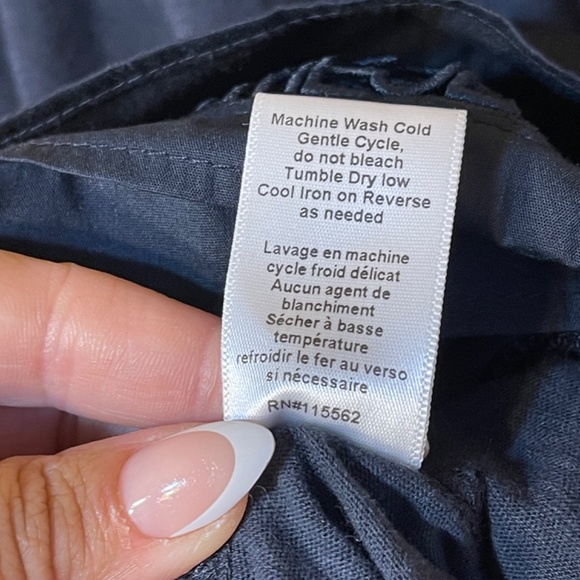 Machine Wash Cold
Gentle Cycle,
do not bleach
Tumble Dry low
Cool Iron on Reverse
as needed
Lavage en machine
cycle froid délicat
Aucun agent de
blanchiment
Sécher à basse
température
refroidir le fer au verso
si nécessaire
RN#115562